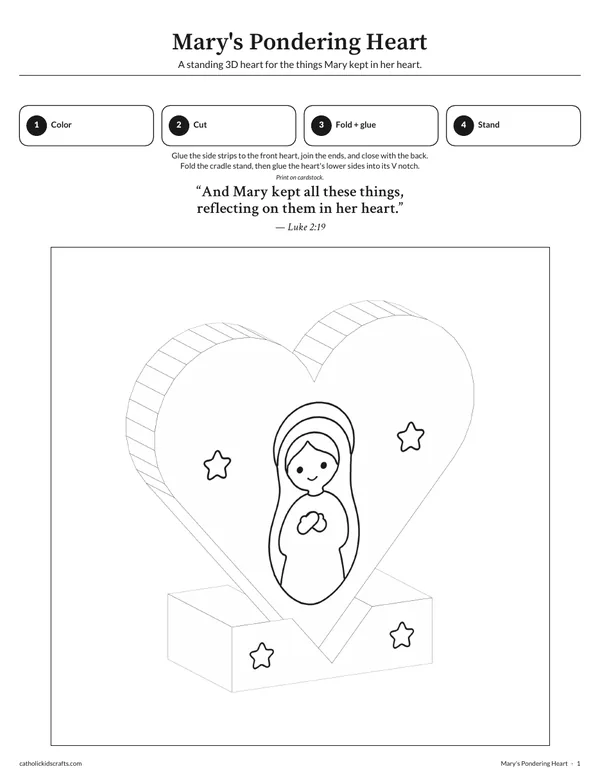 Mary's Pondering Heart
A standing 3D heart for the things Mary kept in her heart.
1 Color
2 Cut
3 Fold + glue
4 Stand
Glue the side strips to the front heart, join the ends, and close with the back.
Fold the cradle stand, then glue the heart's lower sides into its V notch.
Print on cardstock.
“And Mary kept all these things,
reflecting on them in her heart.”
— Luke 2:19
catholickidscrafts.com
Mary's Pondering Heart · 1